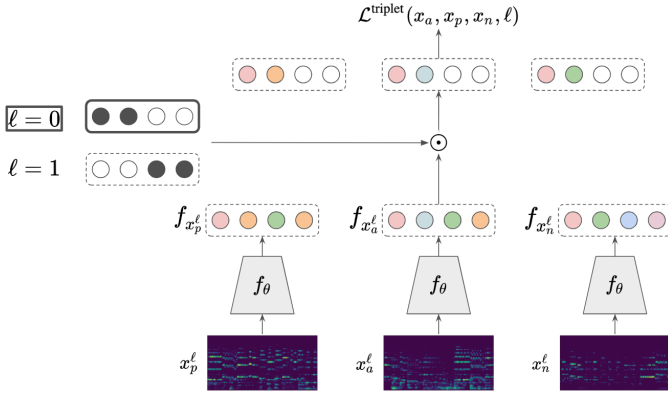 𝓛^triplet(x_a, x_p, x_n, ℓ)
ℓ = 0
ℓ = 1
f_{x_p^ℓ} f_{x_a^ℓ} f_{x_n^ℓ}
f_θ f_θ f_θ
x_p^ℓ x_a^ℓ x_n^ℓ